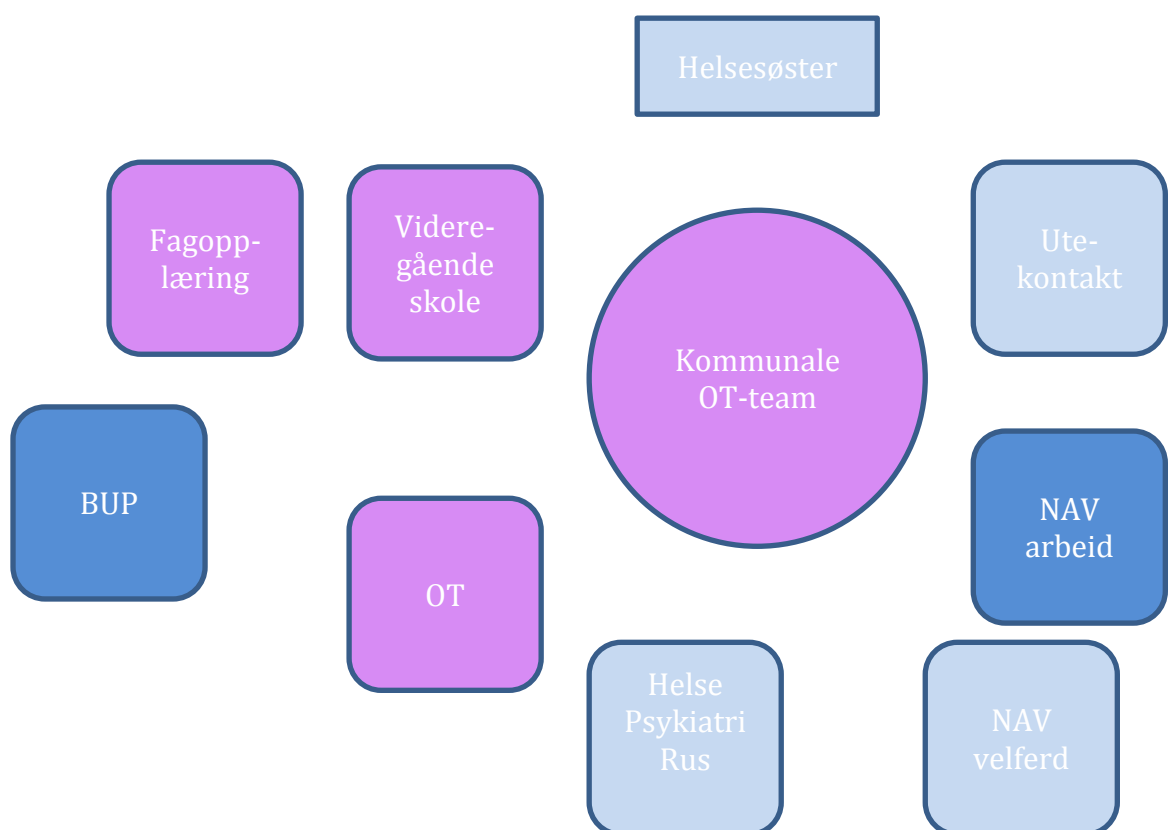 Helsesøster
Fagopp-
læring
Videre-
gående
skole
Ute-
kontakt
Kommunale
OT-team
BUP
NAV
arbeid
OT
Helse
Psykiatri
Rus
NAV
velferd